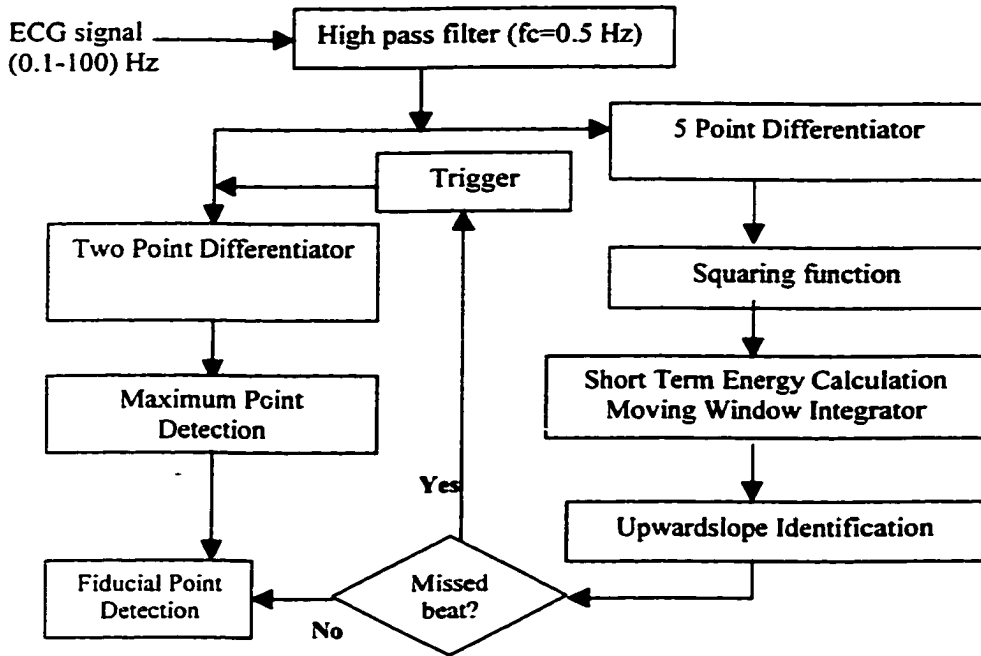 ECG signal
(0.1-100) Hz
High pass filter (fc=0.5 Hz)
5 Point Differentiator
Trigger
Two Point Differentiator
Squaring function
Short Term Energy Calculation
Moving Window Integrator
Maximum Point
Detection
Yes
Upwardslope Identification
Missed
beat?
Fiducial Point
Detection
No